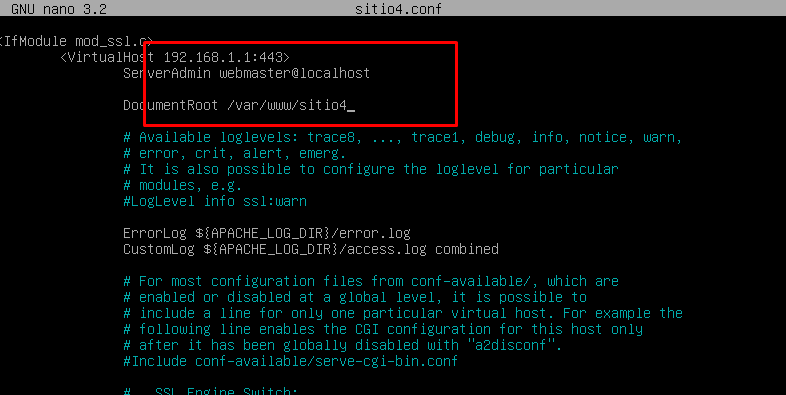 GNU nano 3.2 sitio4.conf
<IfModule mod_ssl.c>
<VirtualHost 192.168.1.1:443>
ServerAdmin webmaster@localhost
DocumentRoot /var/www/sitio4_
# Available loglevels: trace8, ..., trace1, debug, info, notice, warn,
# error, crit, alert, emerg.
# It is also possible to configure the loglevel for particular
# modules, e.g.
#LogLevel info ssl:warn
ErrorLog ${APACHE_LOG_DIR}/error.log
CustomLog ${APACHE_LOG_DIR}/access.log combined
# For most configuration files from conf-available/, which are
# enabled or disabled at a global level, it is possible to
# include a line for only one particular virtual host. For example the
# following line enables the CGI configuration for this host only
# after it has been globally disabled with "a2disconf".
#Include conf-available/serve-cgi-bin.conf
# SSL Engine Switch: